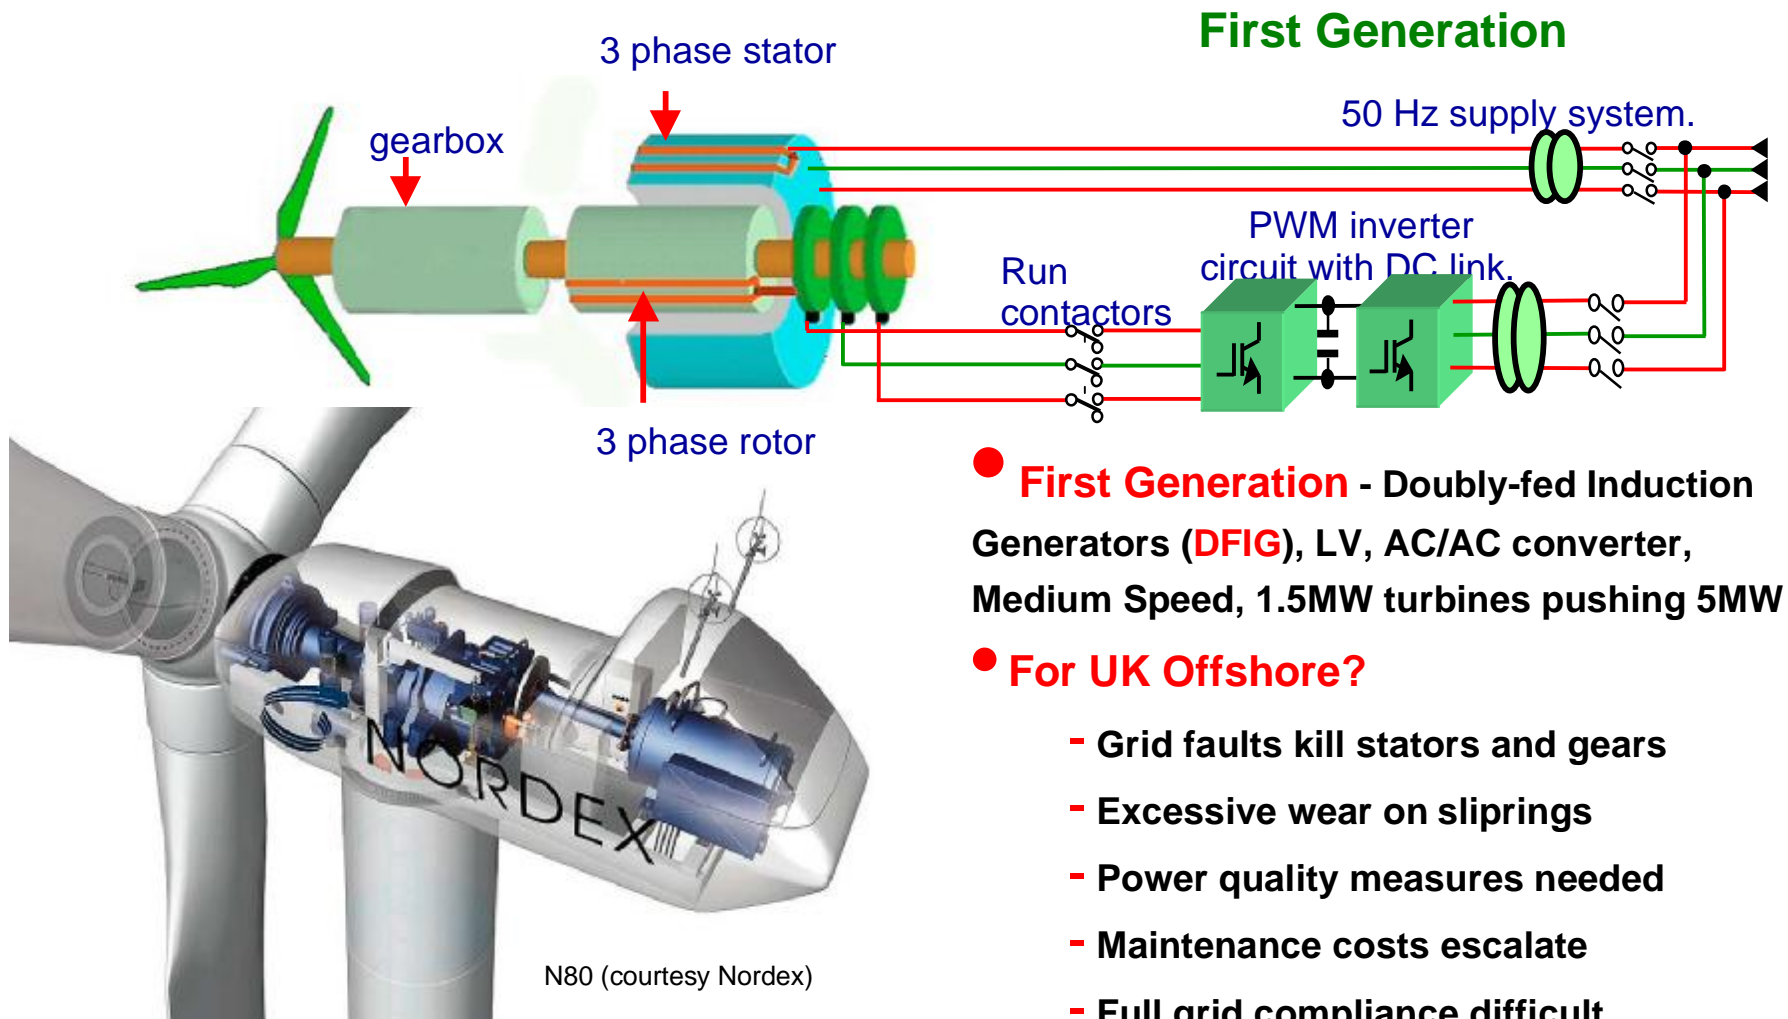 First Generation
3 phase stator
50 Hz supply system.
gearbox
PWM inverter
circuit with DC link.
Run
contactors
3 phase rotor
First Generation - Doubly-fed Induction
Generators (DFIG), LV, AC/AC converter,
Medium Speed, 1.5MW turbines pushing 5MW
For UK Offshore?
- Grid faults kill stators and gears
- Excessive wear on sliprings
- Power quality measures needed
- Maintenance costs escalate
- Full grid compliance difficult
NORDEX
N80 (courtesy Nordex)